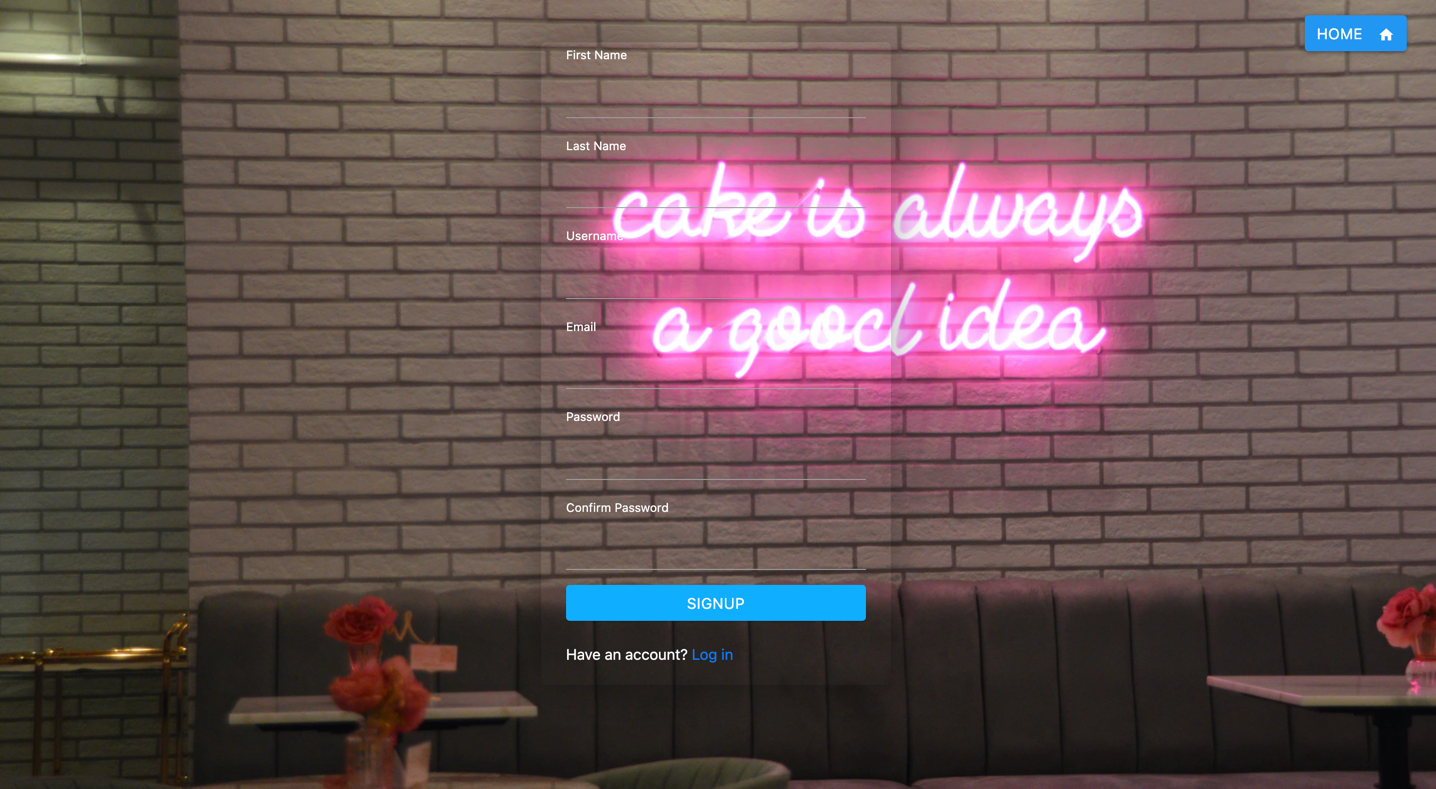 HOME
First Name
Last Name
cake is always
Username
a good idea
Email
Password
Confirm Password
SIGNUP
Have an account? Log in